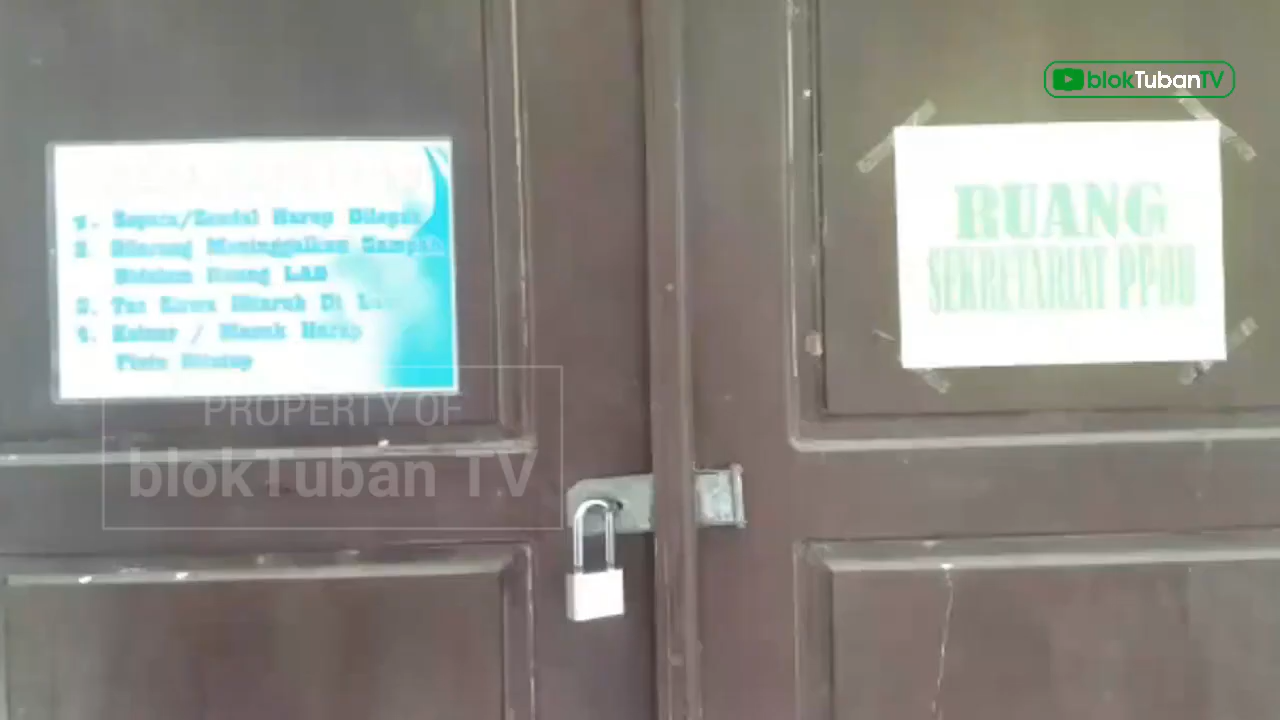 blokTubanTV
1. Sepatu/Sandal Harap Dilepas
2. Dilarang Meninggalkan Sampah
Didalam Ruang LAB
3. Tas Harap Ditaruh Di
4. Keluar / Masuk Harap
Pintu Ditutup
RUANG
SEKRETARIAT PPDB
PROPERTY OF
blokTuban TV